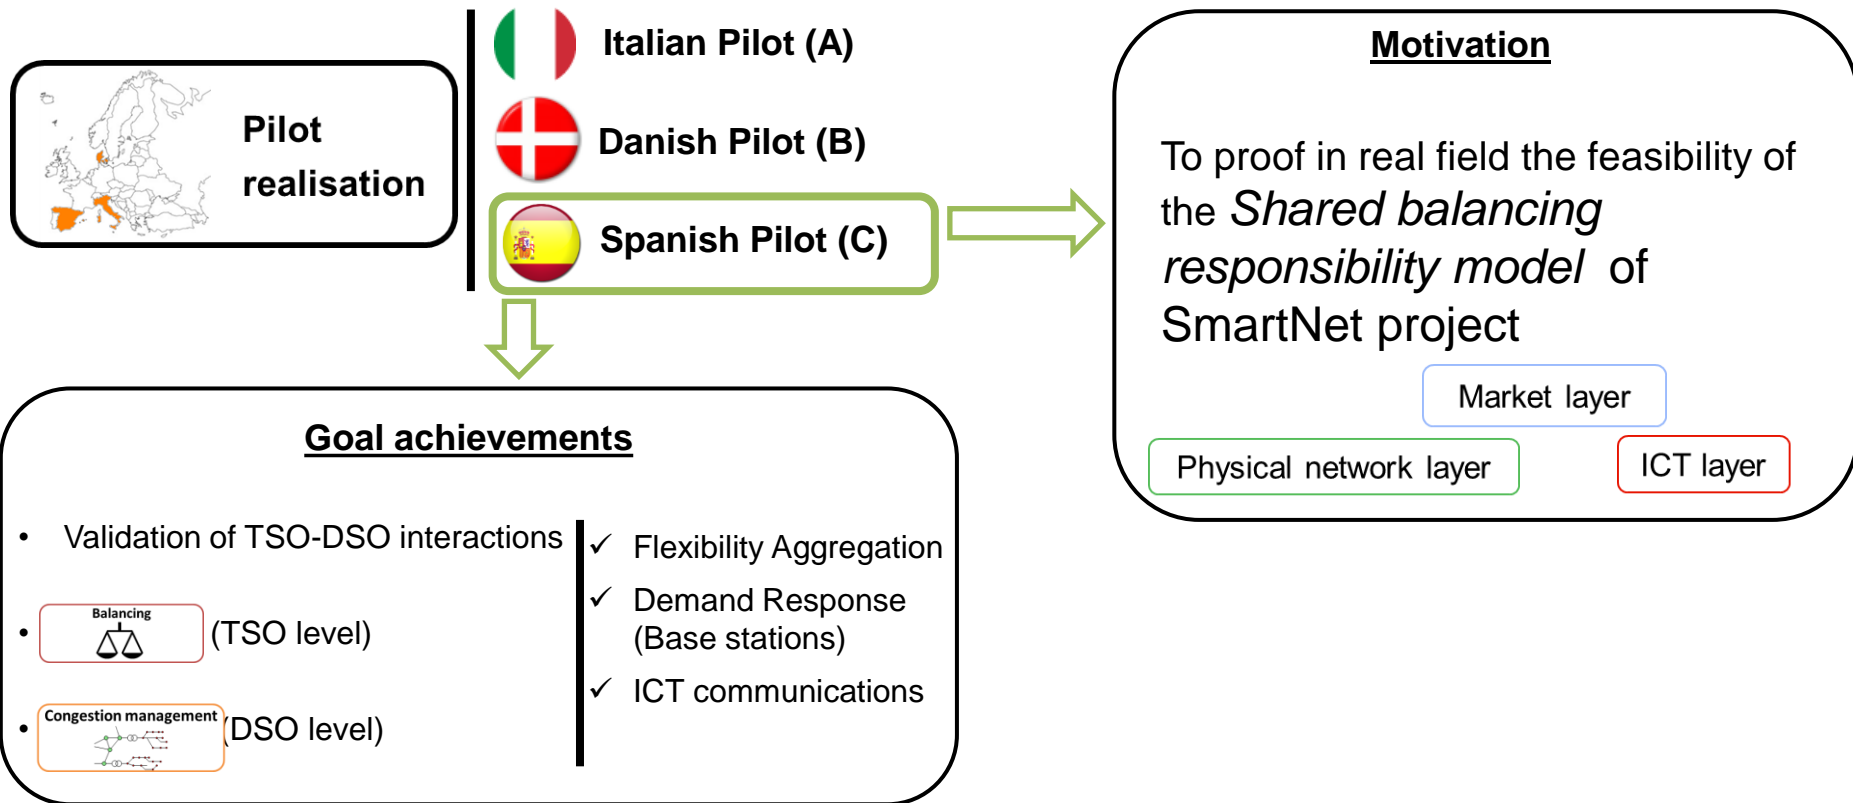 Pilot
realisation
Italian Pilot (A)
Danish Pilot (B)
Spanish Pilot (C)
Motivation
To proof in real field the feasibility of
the Shared balancing
responsibility model of
SmartNet project
Market layer
Physical network layer
ICT layer
Goal achievements
• Validation of TSO-DSO interactions
• Balancing (TSO level)
• Congestion management (DSO level)
✓ Flexibility Aggregation
✓ Demand Response
(Base stations)
✓ ICT communications